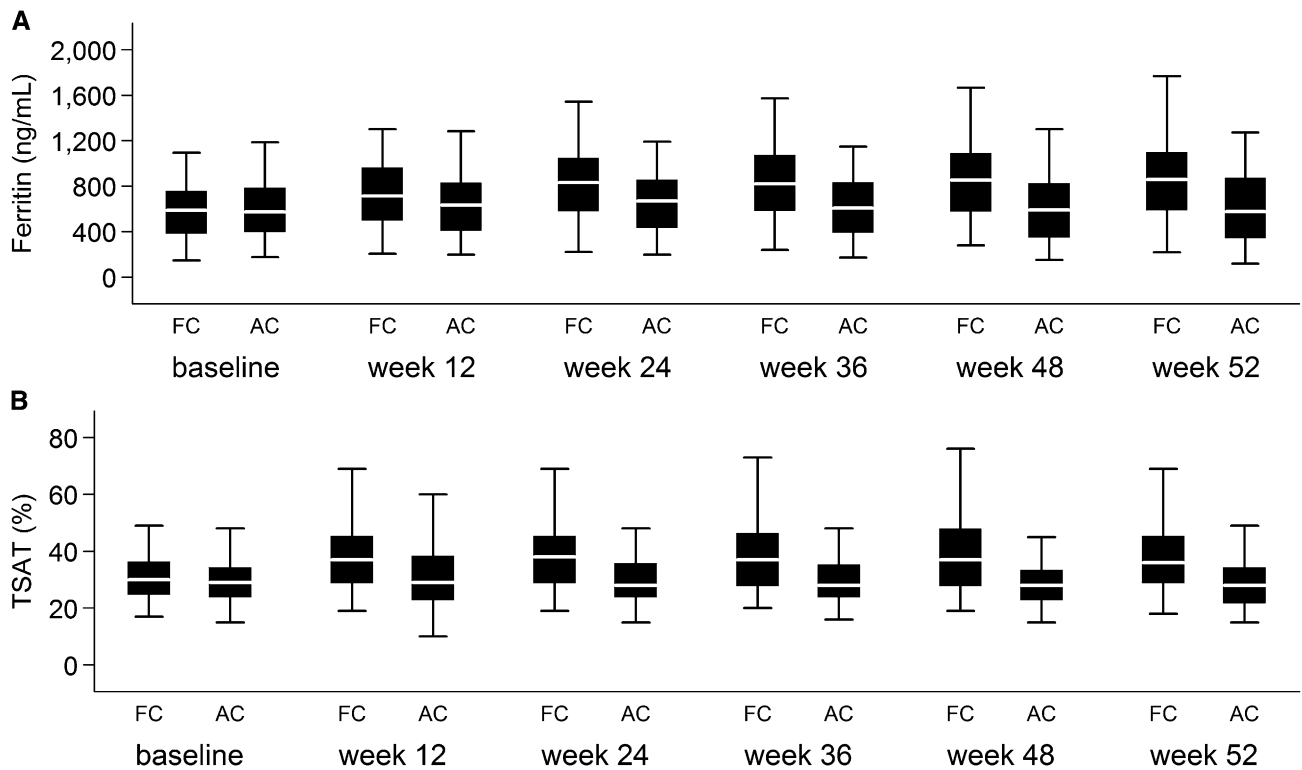 A
Ferritin (ng/mL)
2,000
1,600
1,200
800
400
0
FC AC FC AC FC AC FC AC FC AC FC AC
baseline week 12 week 24 week 36 week 48 week 52
B
TSAT (%)
80
60
40
20
0
FC AC FC AC FC AC FC AC FC AC FC AC
baseline week 12 week 24 week 36 week 48 week 52